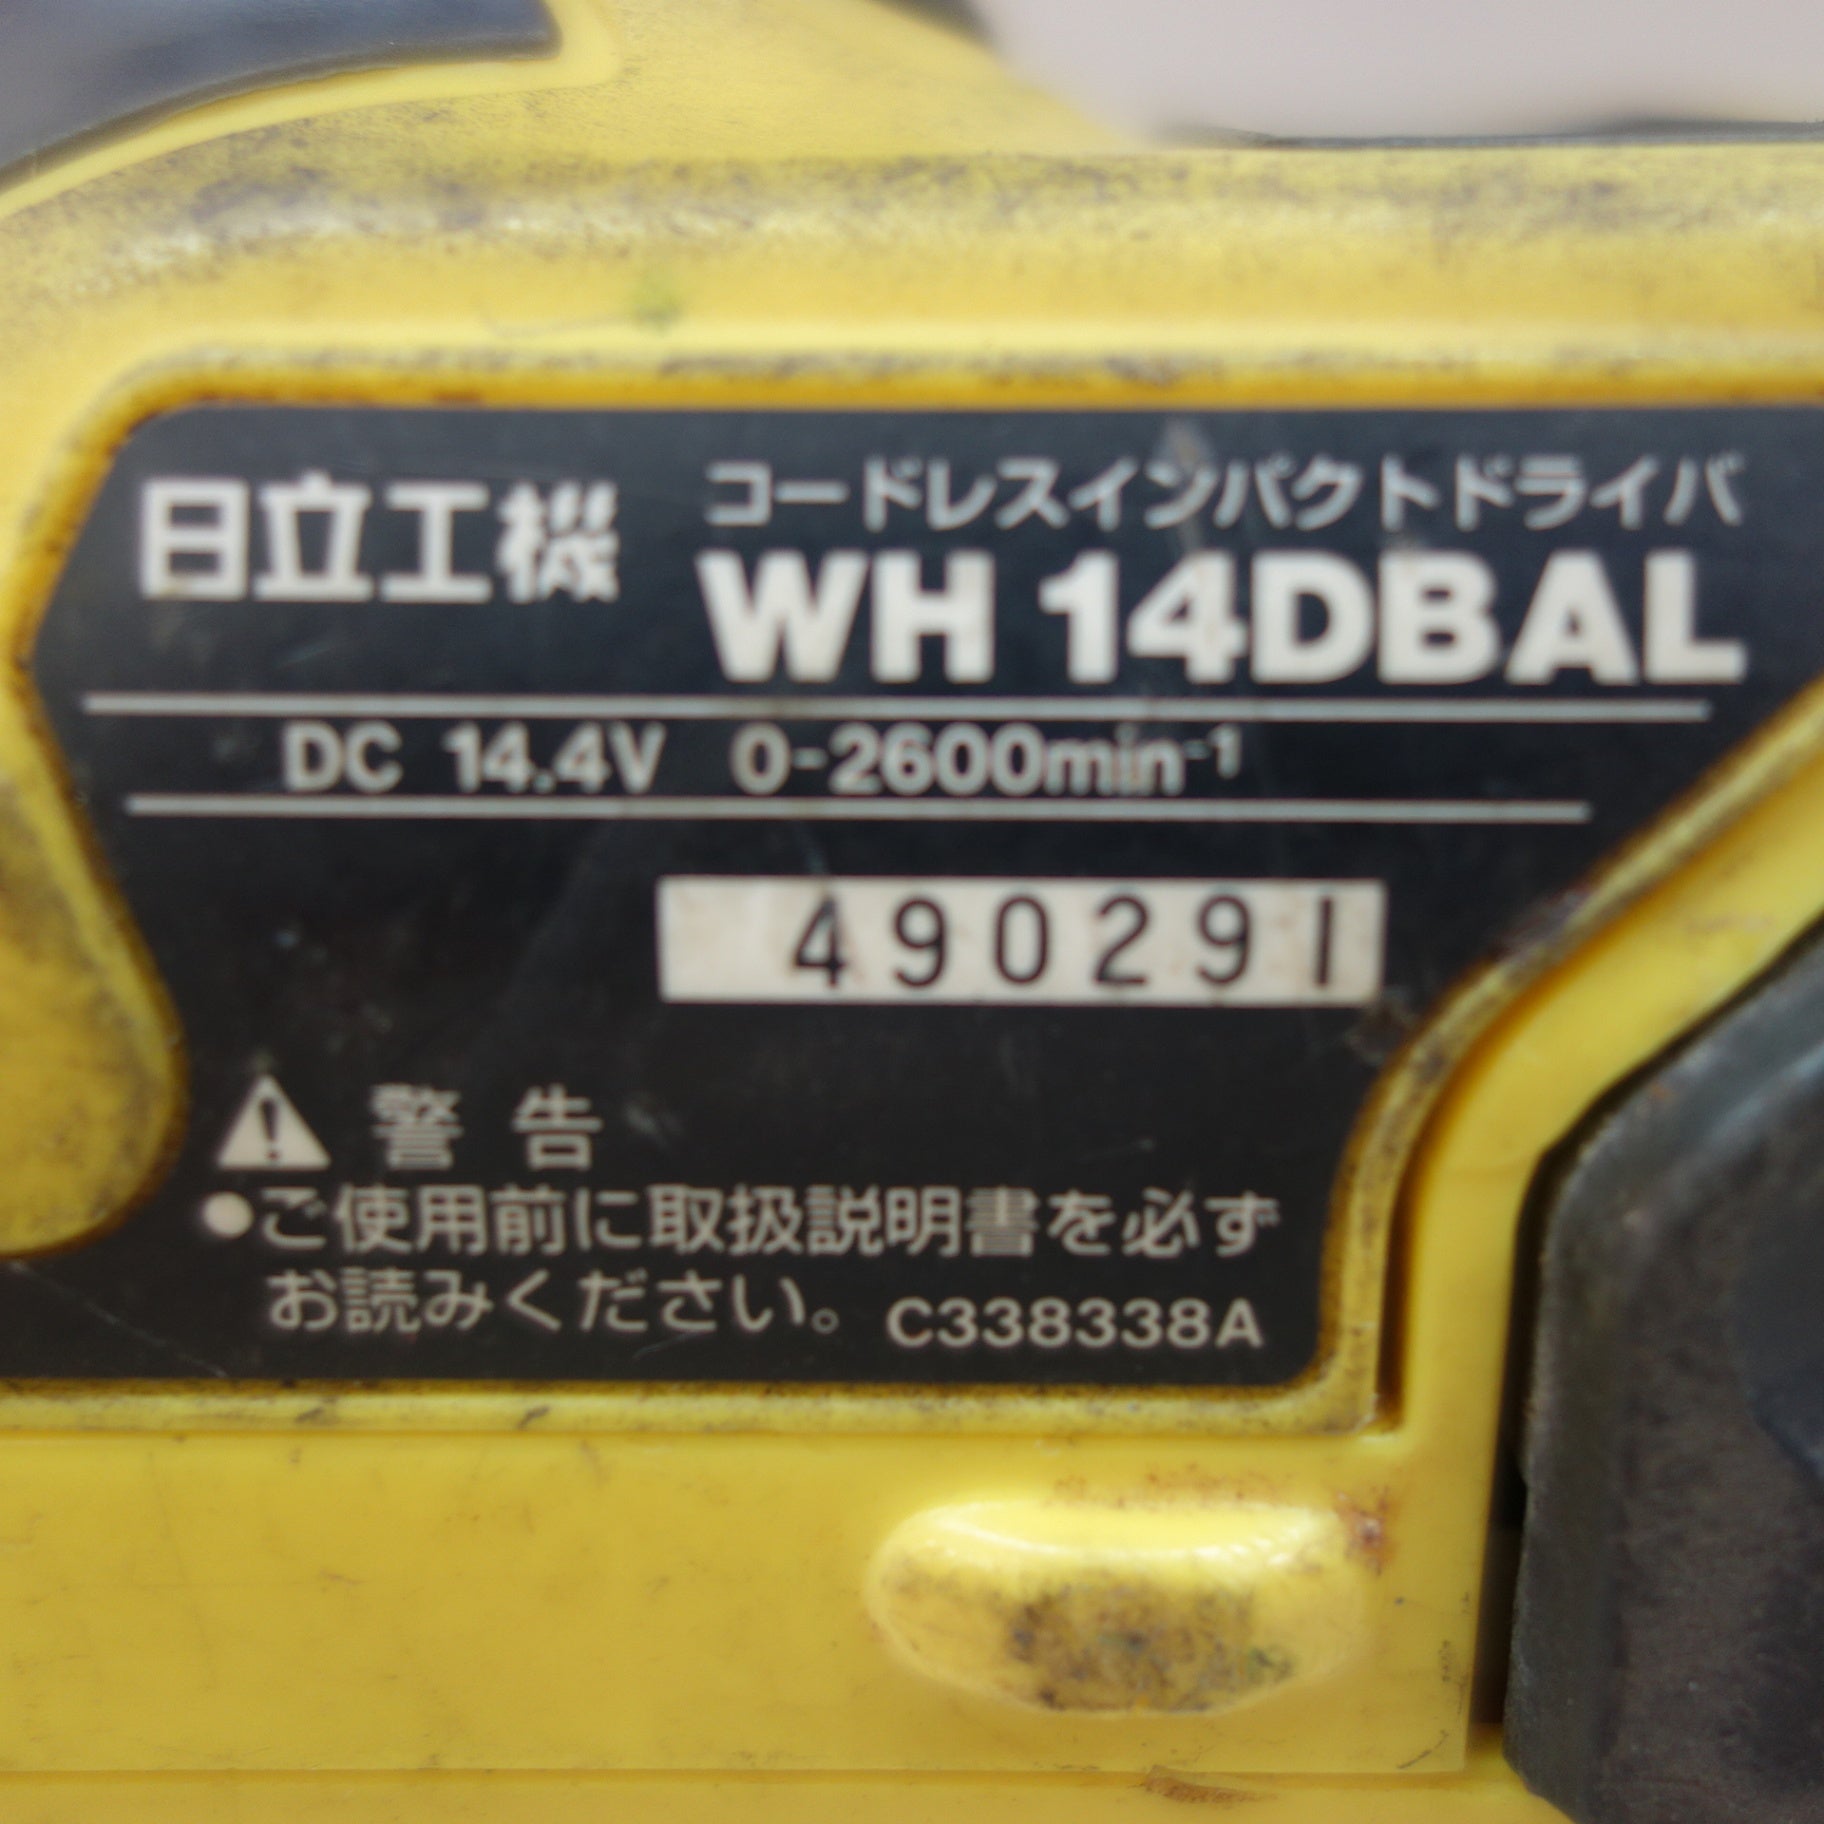 日立工機
コードレスインパクトドライバ
WH 14DBAL
DC 14.4V 0-2600min⁻¹
490291
警告
●ご使用前に取扱説明書を必ず
お読みください。
C338338A